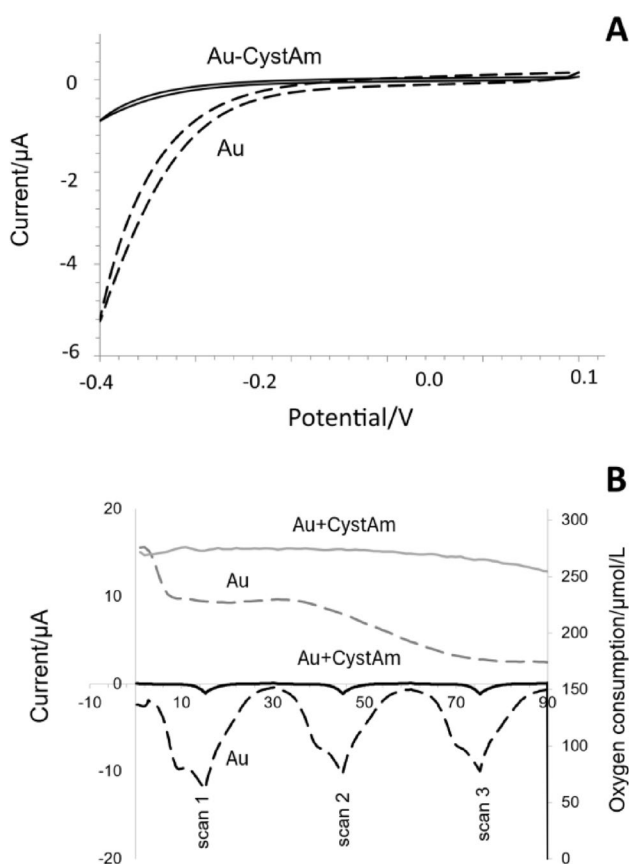 A
Au-CystAm
Au
0
-2
-4
-6
Current/µA
-0.4
-0.2
0.0
0.1
Potential/V
B
20
10
0
-10
-20
Current/µA
300
250
200
150
100
50
0
Oxygen consumption/µmol/L
Au+CystAm
Au
Au+CystAm
-10
10
30
50
70
90
Au
scan 1
scan 2
scan 3